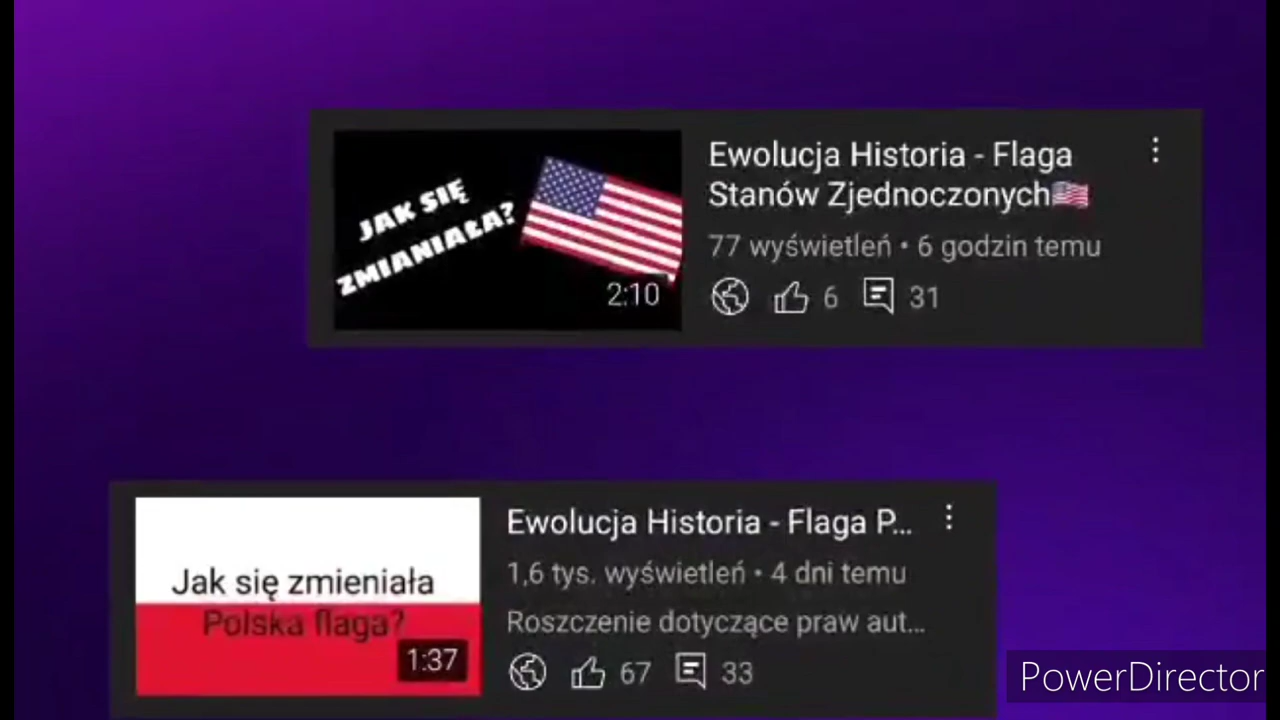 JAK SIĘ
ZMIANIAŁA?
2:10
Ewolucja Historia - Flaga
Stanów Zjednoczonych🇺🇸
77 wyświetleń • 6 godzin temu
6
31
Jak się zmieniała
Polska flaga?
1:37
Ewolucja Historia - Flaga P...
1,6 tys. wyświetleń • 4 dni temu
Roszczenie dotyczące praw aut...
67
33
PowerDirector